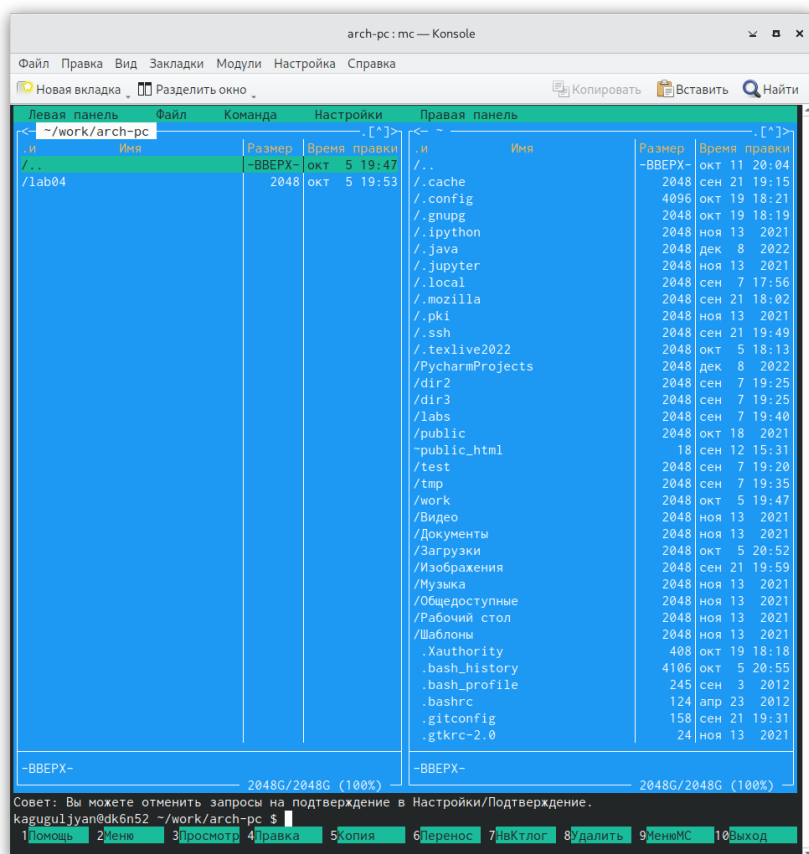 arch-pc : mc — Konsole
Файл Правка Вид Закладки Модули Настройка Справка
Новая вкладка Разделить окно Копировать Вставить Найти
Левая панель Файл Команда Настройки Правая панель
<- ~/work/arch-pc .[^]>
.и Имя Размер Время правки
/.. -ВВЕРХ- окт 5 19:47
/lab04 2048 окт 5 19:53
-ВВЕРХ-
2048G/2048G (100%)
<- ~ .[^]>
.и Имя Размер Время правки
/.. -ВВЕРХ- окт 11 20:04
/.cache 2048 сен 21 19:15
/.config 4096 окт 19 18:21
/.gnupg 2048 окт 19 18:19
/.ipython 2048 ноя 13 2021
/.java 2048 дек 8 2022
/.jupyter 2048 ноя 13 2021
/.local 2048 сен 7 17:56
/.mozilla 2048 сен 21 18:02
/.pki 2048 ноя 13 2021
/.ssh 2048 сен 21 19:49
/.texlive2022 2048 окт 5 18:13
/PycharmProjects 2048 дек 8 2022
/dir2 2048 сен 7 19:25
/dir3 2048 сен 7 19:25
/labs 2048 сен 7 19:40
/public 2048 окт 18 2021
~public_html 18 сен 12 15:31
/test 2048 сен 7 19:20
/tmp 2048 сен 7 19:35
/work 2048 окт 5 19:47
/Видео 2048 ноя 13 2021
/Документы 2048 ноя 13 2021
/Загрузки 2048 окт 5 20:52
/Изображения 2048 сен 21 19:59
/Музыка 2048 ноя 13 2021
/Общедоступные 2048 ноя 13 2021
/Рабочий стол 2048 ноя 13 2021
/Шаблоны 2048 ноя 13 2021
.Xauthority 408 окт 19 18:18
.bash_history 4106 окт 5 20:55
.bash_profile 245 сен 3 2012
.bashrc 124 апр 23 2012
.gitconfig 158 сен 21 19:31
.gtkrc-2.0 24 ноя 13 2021
-ВВЕРХ-
2048G/2048G (100%)
Совет: Вы можете отменить запросы на подтверждение в Настройки/Подтверждение.
kaguguljyan@dk6n52 ~/work/arch-pc $
1Помощь 2Меню 3Просмотр 4Правка 5Копия 6Перенос 7НвКтлог 8Удалить 9МенюМС 10Выход